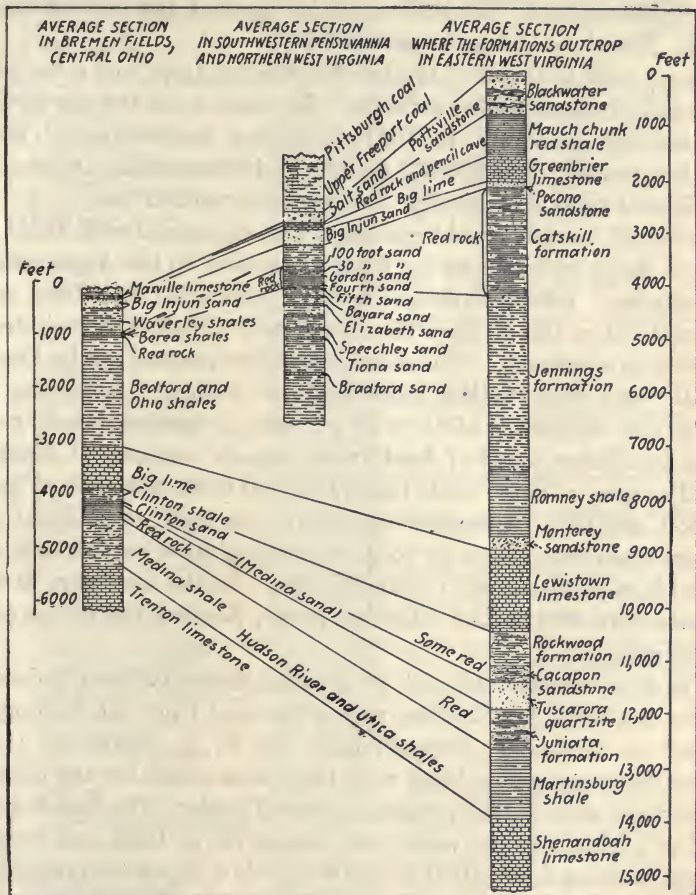 AVERAGE SECTION
IN BREMEN FIELDS,
CENTRAL OHIO
AVERAGE SECTION
IN SOUTHWESTERN PENSYLVANNIA
AND NORTHERN WEST VIRGINIA
AVERAGE SECTION
WHERE THE FORMATIONS OUTCROP
IN EASTERN WEST VIRGINIA
Feet
0
1000
2000
3000
4000
5000
6000
Maxville limestone
Big Injun sand
Waverley shales
Berea shales
Red rock
Bedford and
Ohio shales
Big lime
Clinton shale
Clinton sand
(Medina sand)
Red rock
Medina shale
Trenton limestone
Hudson River and Utica shales
Some red
Red
Pittsburgh coal
Upper Freeport coal
Salt sand
Pottsville
sandstone
Red rock and pencil cave
Big lime
Big Injun sand
Red
rock
100 foot sand
30 " "
Gordon sand
Fourth sand
Fifth sand
Bayard sand
Elizabeth sand
Speechley sand
Tiona sand
Bradford sand
Red rock
Blackwater
sandstone
Mauch chunk
red shale
Greenbrier
limestone
Pocono
sandstone
Catskill
formation
Jennings
formation
Romney shale
Monterey
sandstone
Lewistown
limestone
Rockwood
formation
Cacapon
sandstone
Tuscarora
quartzite
Juniata
formation
Martinsburg
shale
Shenandoah
limestone
Feet
0
1000
2000
3000
4000
5000
6000
7000
8000
9000
10,000
11,000
12,000
13,000
14,000
15,000